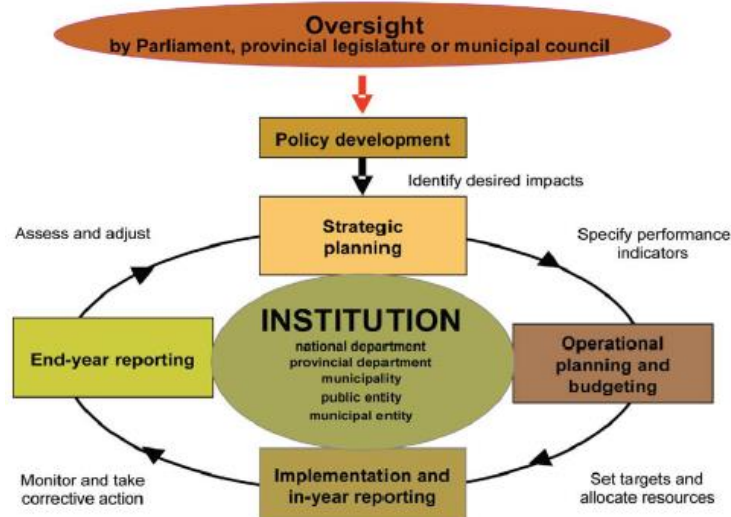 Oversight
by Parliament, provincial legislature or municipal council
Policy development
Identify desired impacts
Strategic
planning
Assess and adjust
Specify performance
indicators
INSTITUTION
national department
provincial department
municipality
public entity
municipal entity
End-year reporting
Operational
planning and
budgeting
Monitor and take
corrective action
Implementation and
in-year reporting
Set targets and
allocate resources